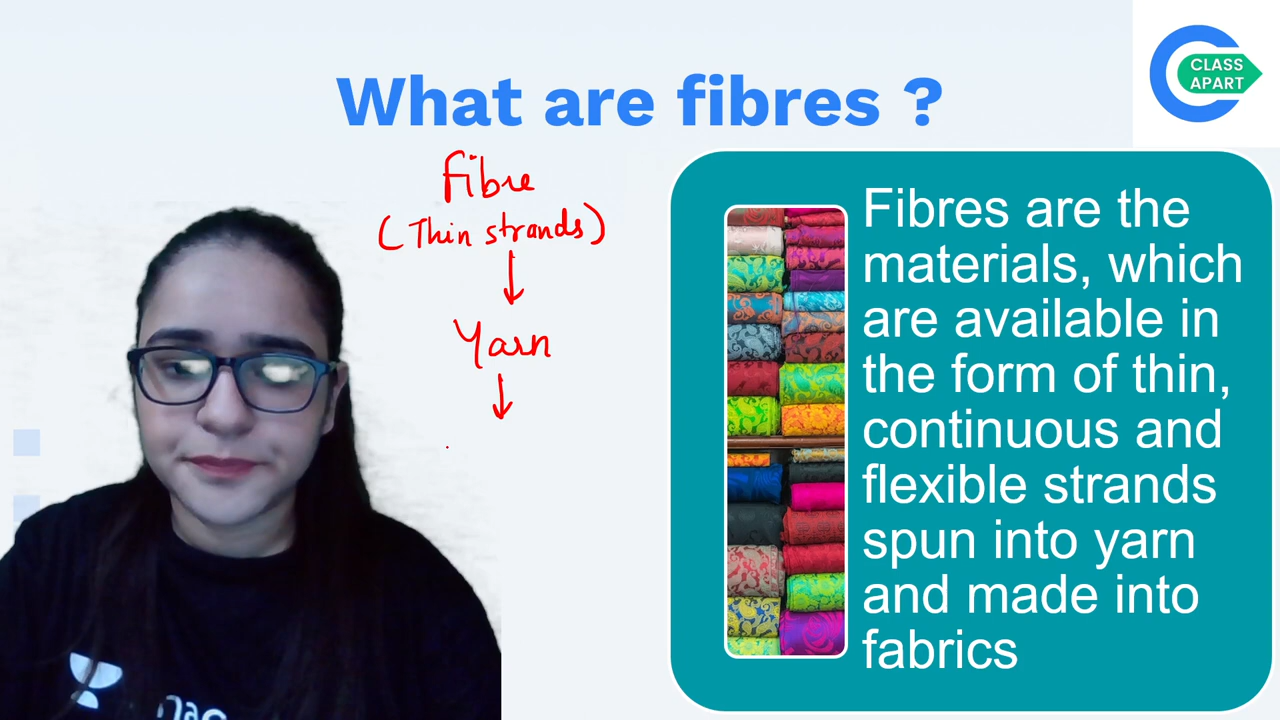 What are fibres ?
CLASS
APART
Fibre
(Thin strands)
Yarn
Fibres are the
materials, which
are available in
the form of thin,
continuous and
flexible strands
spun into yarn
and made into
fabrics